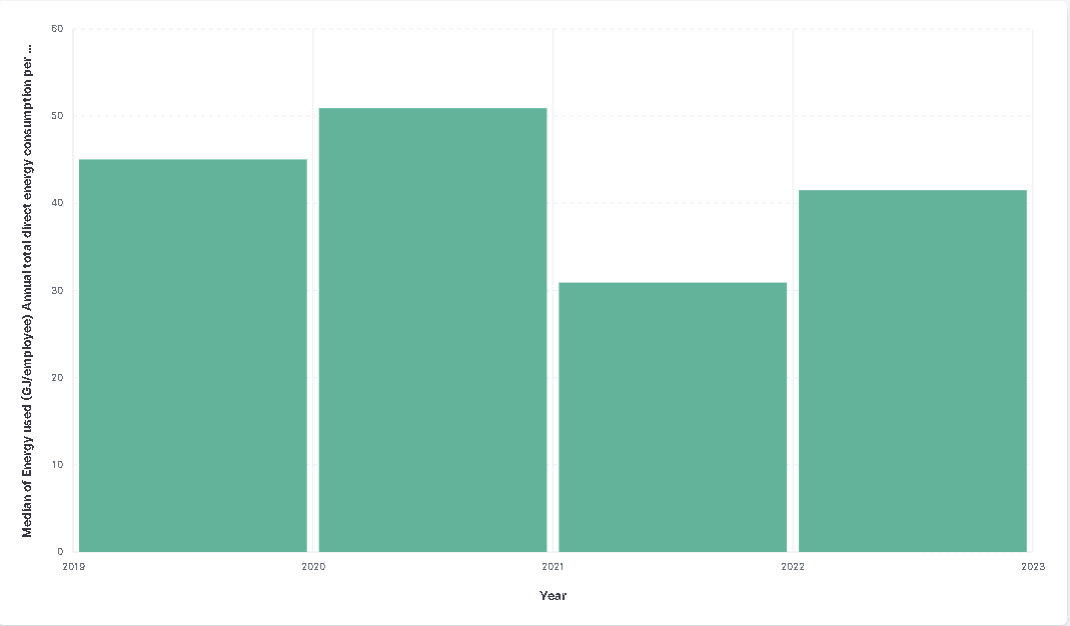 60
50
40
30
20
10
0
Median of Energy used (GJ/employee) Annual total direct energy consumption per ...
2019 2020 2021 2022 2023
Year